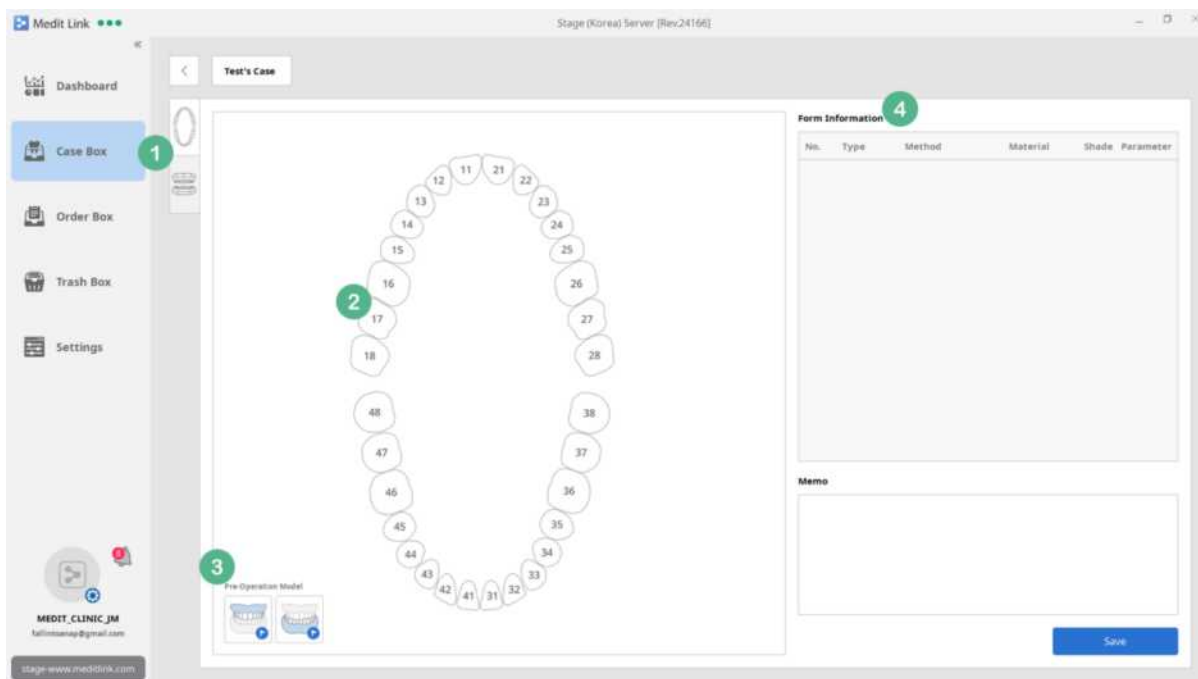 Medit Link
Stage (Korea) Server [Rev.24166]
«
Dashboard
Case Box
Order Box
Trash Box
Settings
MEDIT_CLINIC_JM
stage-www.meditlink.com
1
<
Test's Case
11 21
12 22
13 23
14 24
15 25
16 26
2
17 27
18 28
48 38
47 37
46 36
45 35
44 34
43 33
42 41 31 32
3
Pre-Operation Model
P P
Form Information 4
No. Type Method Material Shade Parameter
Memo
Save